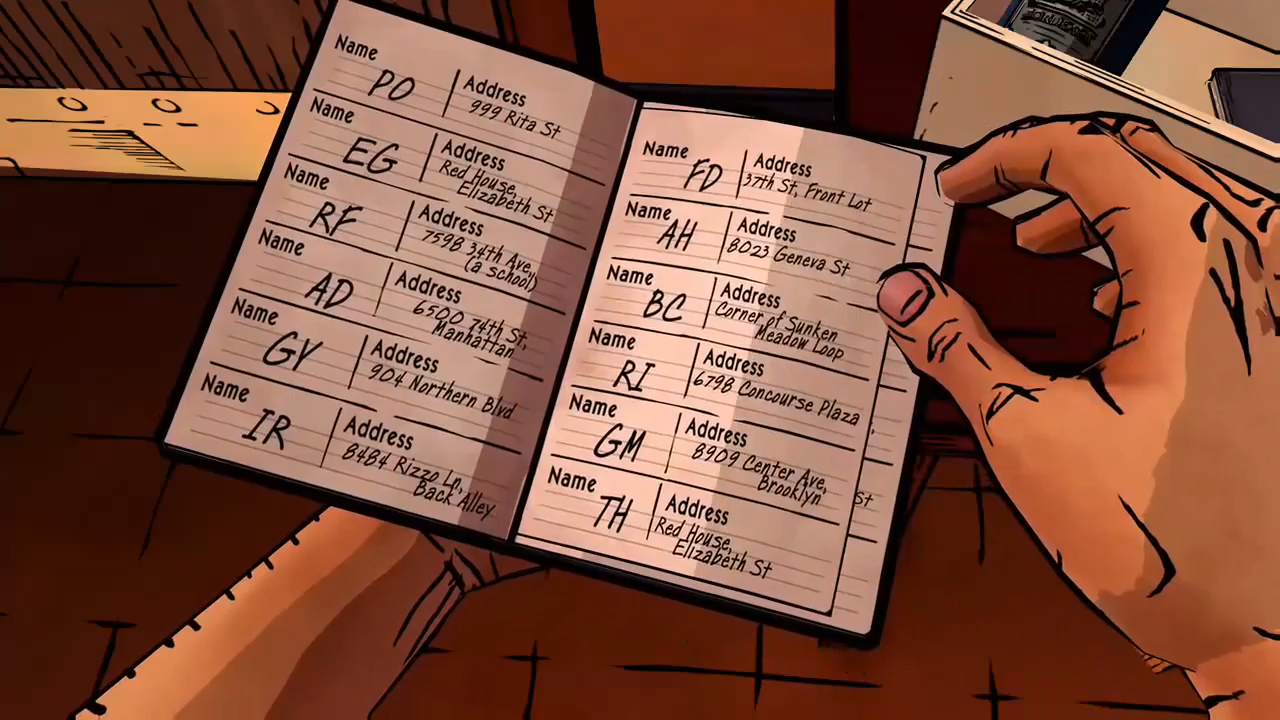 Name
PO
Address
999 Rita St
Name
EG
Address
Red House,
Elizabeth St
Name
RF
Address
7598 34th Ave,
(a school)
Name
AD
Address
6500 74th St,
Manhattan
Name
GY
Address
904 Northern Blvd
Name
IR
Address
8484 Rizzo Ln,
Back Alley
Name
FD
Address
37th St, Front Lot
Name
AH
Address
8023 Geneva St
Name
BC
Address
Corner of Sunken
Meadow Loop
Name
RI
Address
6798 Concourse Plaza
Name
GM
Address
8909 Center Ave,
Brooklyn
Name
TH
Address
Red House,
Elizabeth St
St